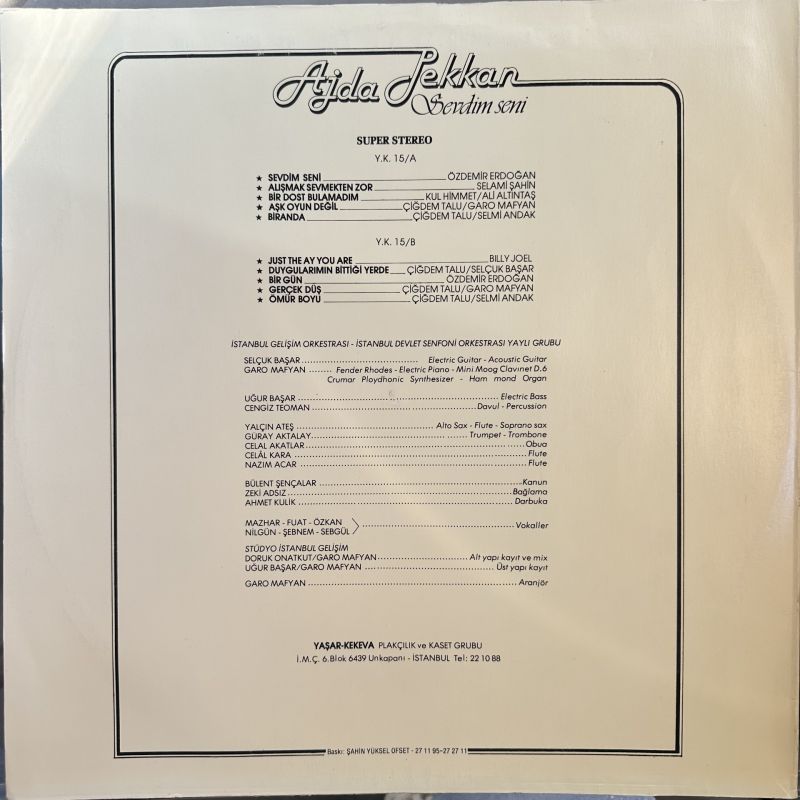 Ajda Pekkan
Sevdim seni
SUPER STEREO
Y.K. 15/A
★ SEVDİM SENİ ÖZDEMİR ERDOĞAN
★ ALIŞMAK SEVMEKTEN ZOR SELAMİ ŞAHİN
★ BİR DOST BULAMADIM KUL HİMMET/ALİ ALTINTAŞ
★ AŞK OYUN DEĞİL ÇİĞDEM TALU/GARO MAFYAN
★ BİRANDA ÇİĞDEM TALU/SELMİ ANDAK
Y.K. 15/B
★ JUST THE AY YOU ARE BILLY JOEL
★ DUYGULARIMIN BİTTİĞİ YERDE ÇİĞDEM TALU/SELÇUK BAŞAR
★ BİR GÜN ÖZDEMİR ERDOĞAN
★ GERÇEK DÜŞ ÇİĞDEM TALU/GARO MAFYAN
★ ÖMÜR BOYU ÇİĞDEM TALU/SELMİ ANDAK
İSTANBUL GELİŞİM ORKESTRASI - İSTANBUL DEVLET SENFONİ ORKESTRASI YAYLI GRUBU
SELÇUK BAŞAR Electric Guitar - Acoustic Guitar
GARO MAFYAN Fender Rhodes - Electric Piano - Mini Moog Clavinet D.6
Crumar Ploydhonic Synthesizer - Ham mond Organ
UĞUR BAŞAR Electric Bass
CENGİZ TEOMAN Davul - Percussion
YALÇIN ATEŞ Alto Sax - Flute - Soprano sax
GÜRAY AKTALAY Trumpet - Trombone
CELAL AKATLAR Obua
CELÂL KARA Flute
NAZIM ACAR Flute
BÜLENT ŞENÇALAR Kanun
ZEKİ ADSIZ Bağlama
AHMET KULİK Darbuka
MAZHAR - FUAT - ÖZKAN
NİLGÜN - ŞEBNEM - SEBGÜL Vokaller
STÜDYO İSTANBUL GELİŞİM
DORUK ONATKUT/GARO MAFYAN Alt yapı kayıt ve mix
UĞUR BAŞAR/GARO MAFYAN Üst yapı kayıt
GARO MAFYAN Aranjör
YAŞAR-KEKEVA PLAKÇILIK ve KASET GRUBU
İ.M.Ç. 6.Blok 6439 Unkapanı - İSTANBUL Tel: 22 10 88
Baskı: ŞAHİN YÜKSEL OFSET - 27 11 95-27 27 11